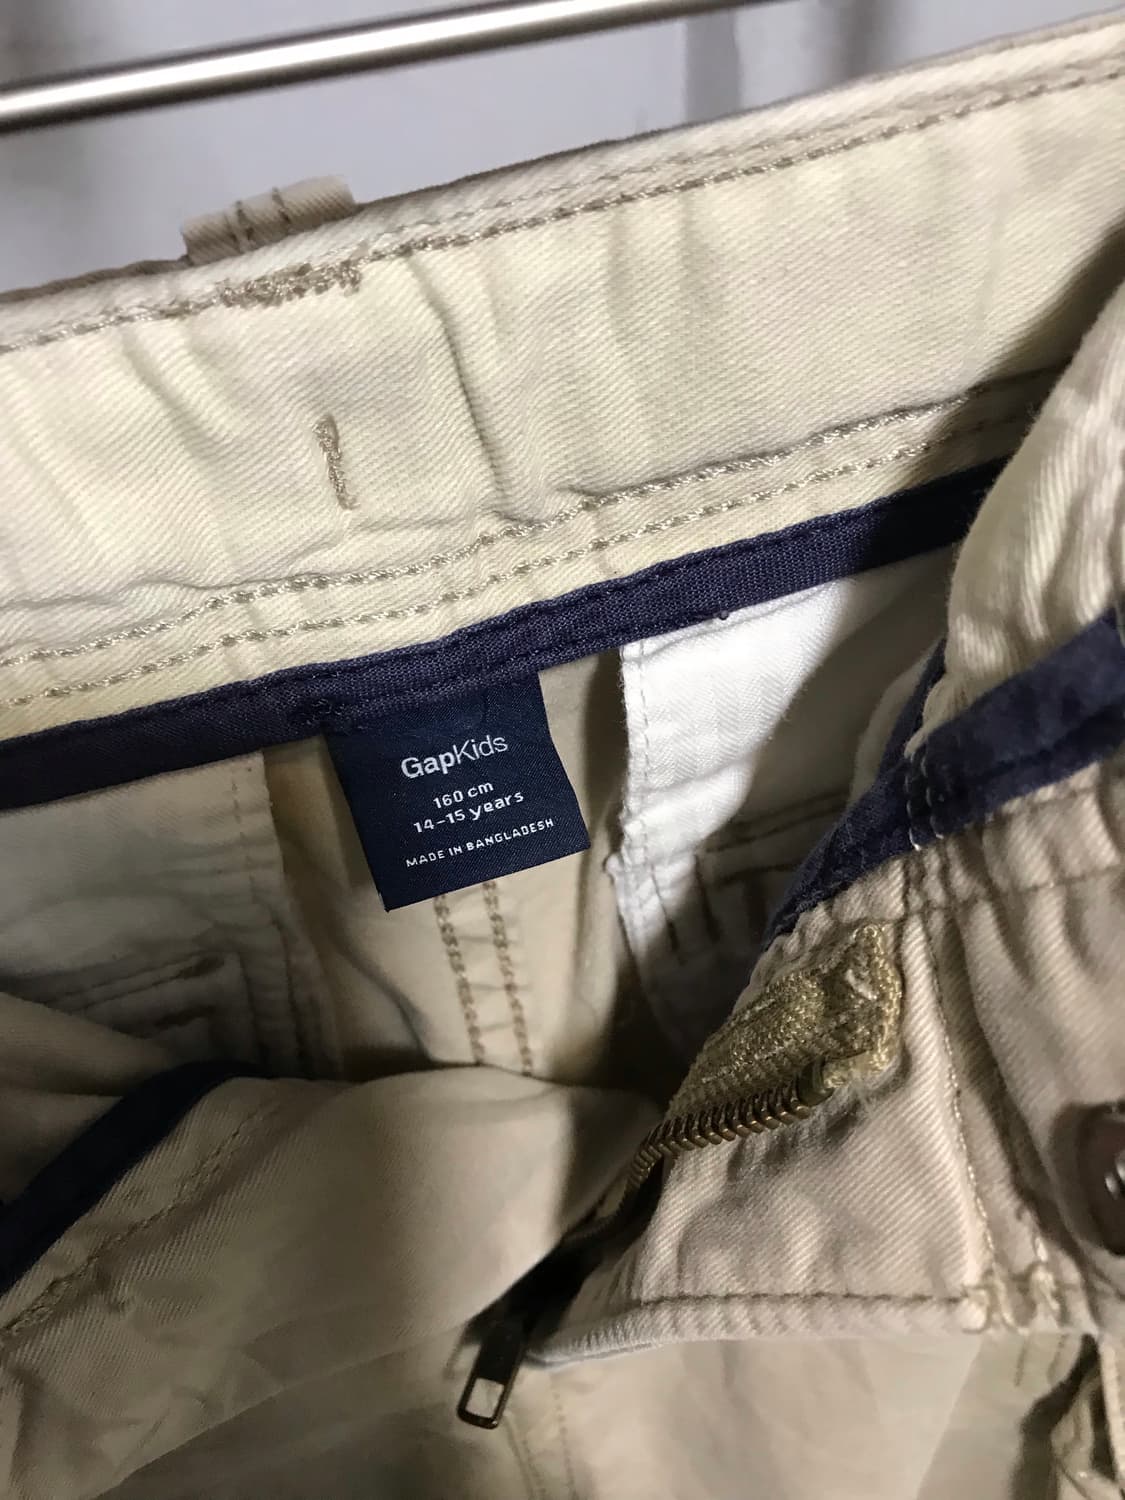 GapKids
160 cm
14-15 years
MADE IN BANGLADESH